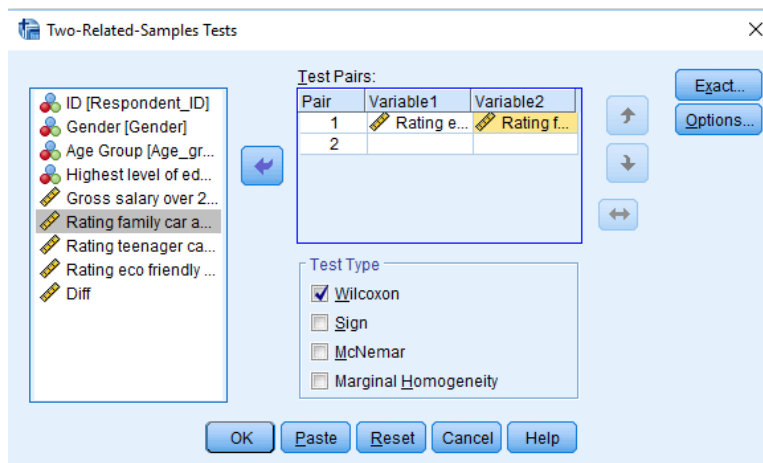 Two-Related-Samples Tests
ID [Respondent_ID]
Gender [Gender]
Age Group [Age_gr...
Highest level of ed...
Gross salary over 2...
Rating family car a...
Rating teenager ca...
Rating eco friendly ...
Diff
Test Pairs:
Pair Variable1 Variable2
1 Rating e... Rating f...
2
Exact...
Options...
Test Type
Wilcoxon
Sign
McNemar
Marginal Homogeneity
OK Paste Reset Cancel Help